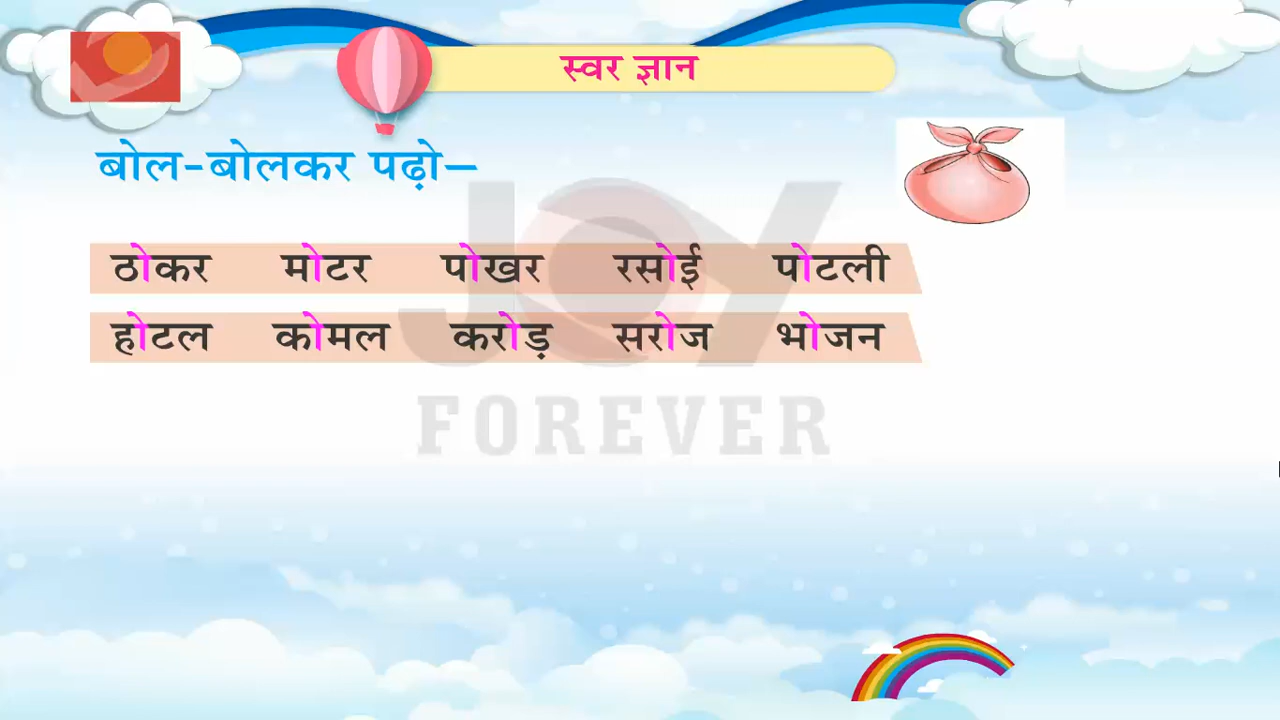 स्वर ज्ञान
बोल-बोलकर पढ़ो—
ठोकर मोटर पोखर रसोई पोटली
होटल कोमल करोड़ सरोज भोजन
JOY
FOREVER